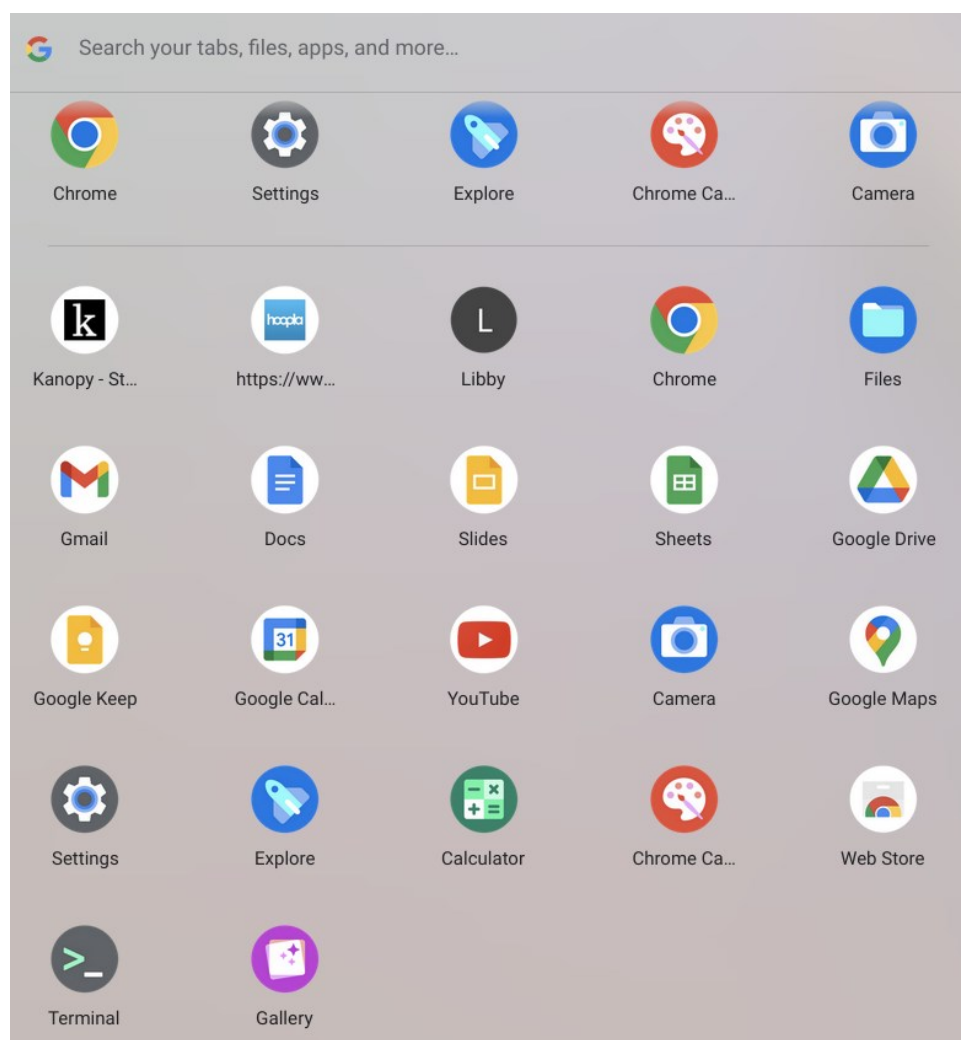 Search your tabs, files, apps, and more…
Chrome Settings Explore Chrome Ca… Camera
k hoopla L
Kanopy - St… https://ww… Libby Chrome Files
Gmail Docs Slides Sheets Google Drive
31
Google Keep Google Cal… YouTube Camera Google Maps
Settings Explore Calculator Chrome Ca… Web Store
>_
Terminal Gallery